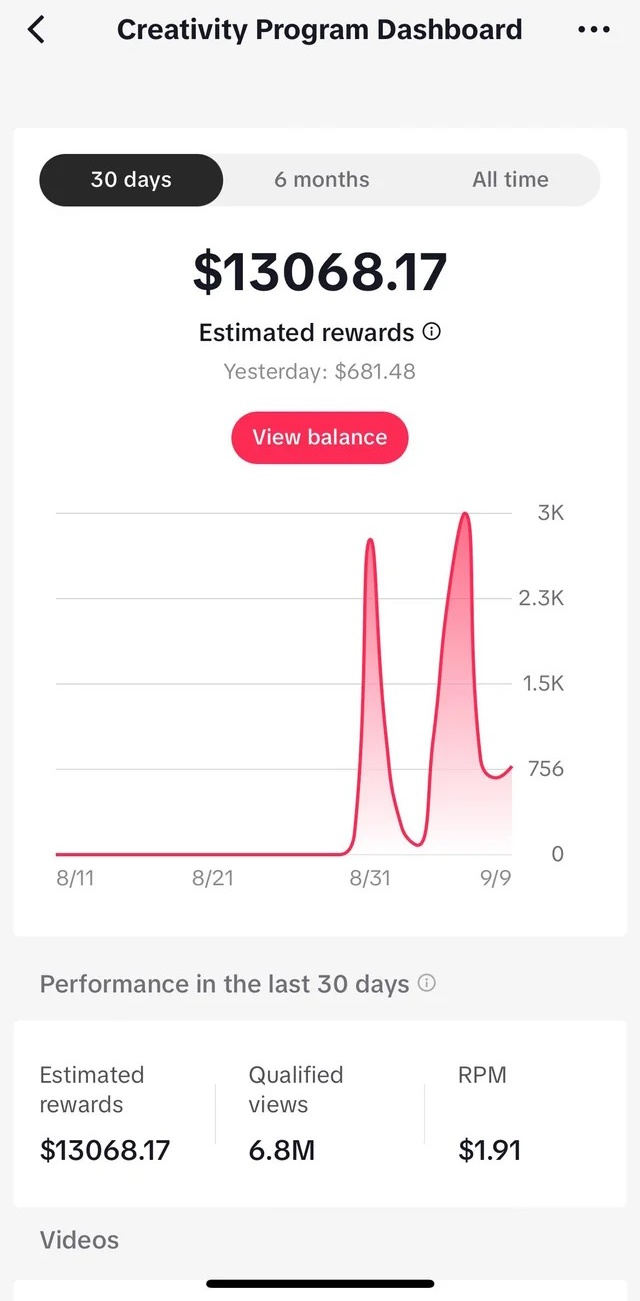 Creativity Program Dashboard
30 days 6 months All time
$13068.17
Estimated rewards
Yesterday: $681.48
View balance
3K
2.3K
1.5K
756
0
8/11 8/21 8/31 9/9
Performance in the last 30 days
Estimated
rewards
$13068.17
Qualified
views
6.8M
RPM
$1.91
Videos